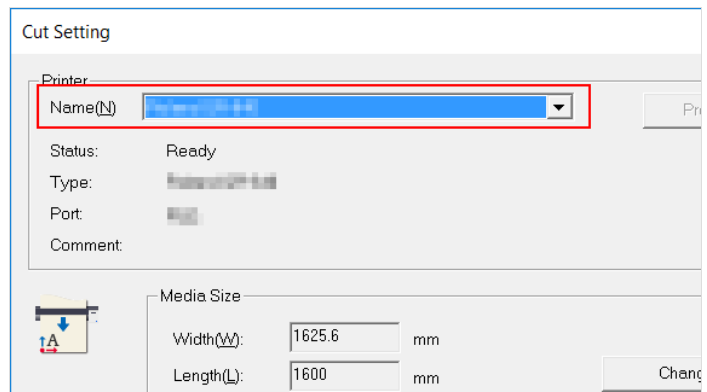 Cut Setting
Printer
Name(N)
Pr
Status: Ready
Type:
Port:
Comment:
Media Size
Width(W): 1625.6 mm
Length(L): 1600 mm
Chang
A